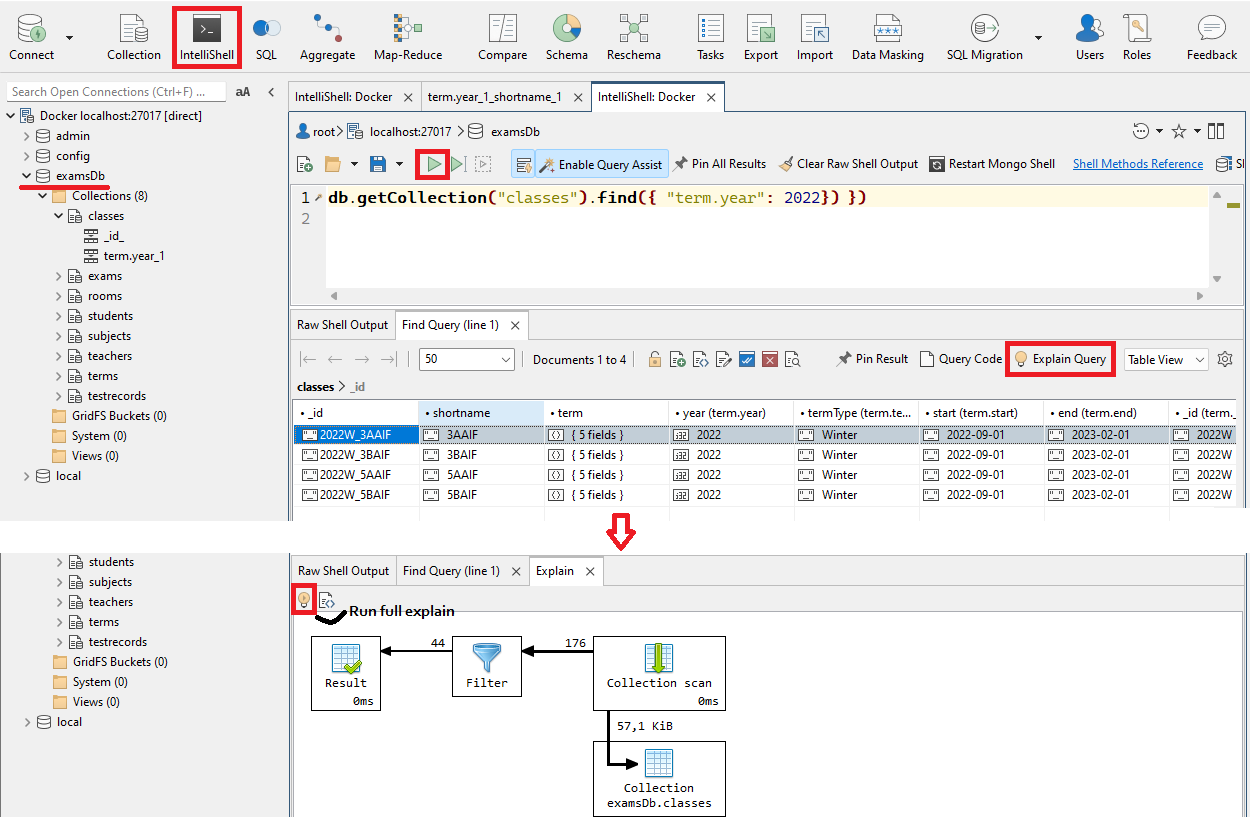 Connect
Collection
IntelliShell
SQL
Aggregate
Map-Reduce
Compare
Schema
Reschema
Tasks
Export
Import
Data Masking
SQL Migration
Users
Roles
Feedback
Search Open Connections (Ctrl+F) ...
aA
IntelliShell: Docker
term.year_1_shortname_1
IntelliShell: Docker
Docker localhost:27017 [direct]
admin
config
examsDb
Collections (8)
classes
_id_
term.year_1
exams
rooms
students
subjects
teachers
terms
testrecords
GridFS Buckets (0)
System (0)
Views (0)
local
root
localhost:27017
examsDb
Enable Query Assist
Pin All Results
Clear Raw Shell Output
Restart Mongo Shell
Shell Methods Reference
1 db.getCollection("classes").find({ "term.year": 2022}) })
2
Raw Shell Output
Find Query (line 1)
50
Documents 1 to 4
Pin Result
Query Code
Explain Query
Table View
classes
_id
_id shortname term year (term.year) termType (term.te... start (term.start) end (term.end) _id (term._
2022W_3AAIF 3AAIF { 5 fields } 2022 Winter 2022-09-01 2023-02-01 2022W
2022W_3BAIF 3BAIF { 5 fields } 2022 Winter 2022-09-01 2023-02-01 2022W
2022W_5AAIF 5AAIF { 5 fields } 2022 Winter 2022-09-01 2023-02-01 2022W
2022W_5BAIF 5BAIF { 5 fields } 2022 Winter 2022-09-01 2023-02-01 2022W
students
subjects
teachers
terms
testrecords
GridFS Buckets (0)
System (0)
Views (0)
local
Raw Shell Output
Find Query (line 1)
Explain
Run full explain
Result
0ms
44
Filter
176
Collection scan
0ms
57,1 KiB
Collection
examsDb.classes